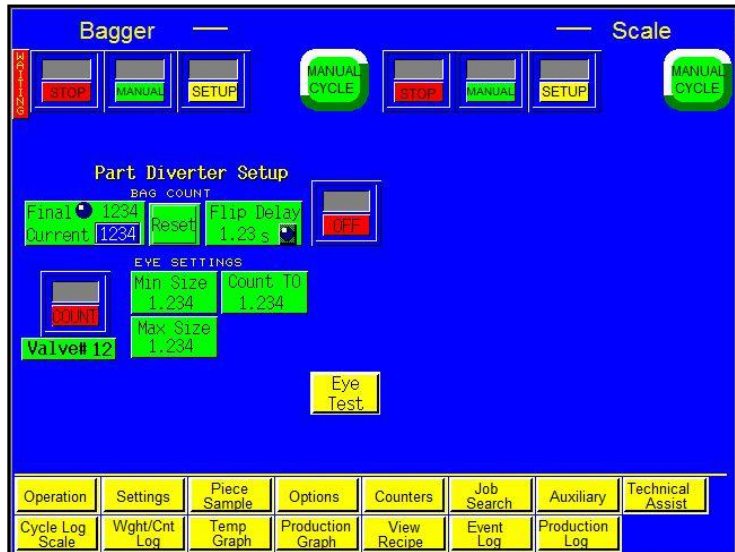 Bagger — — Scale
WAITING
STOP MANUAL SETUP MANUAL CYCLE STOP MANUAL SETUP MANUAL CYCLE
Part Diverter Setup
BAG COUNT
Final 1234 Reset Flip Delay OFF
Current 1234 1.23 s
EYE SETTINGS
Min Size Count TO
1.234 1.234
COUNT Max Size
Valve# 12 1.234
Eye
Test
Operation Settings Piece Sample Options Counters Job Search Auxiliary Technical Assist
Cycle Log Scale Wght/Cnt Log Temp Graph Production Graph View Recipe Event Log Production Log